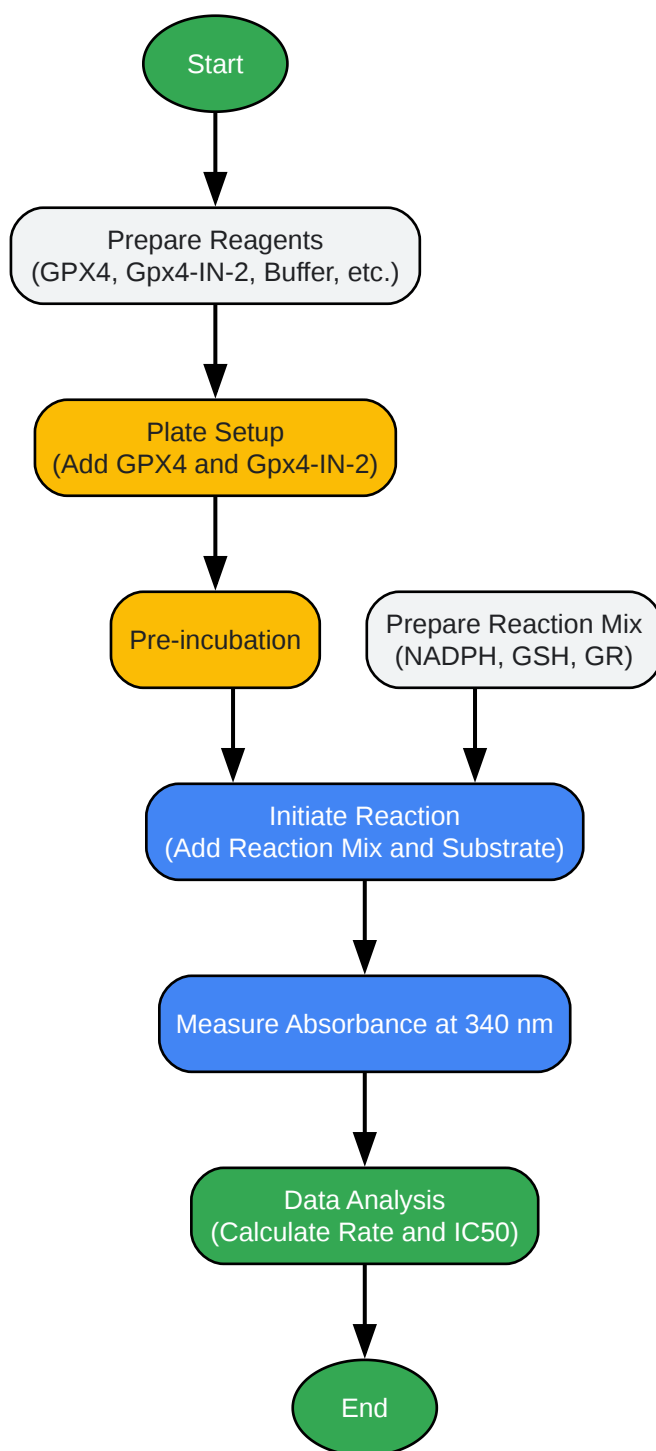 Start
Prepare Reagents
(GPX4, Gpx4-IN-2, Buffer, etc.)
Plate Setup
(Add GPX4 and Gpx4-IN-2)
Pre-incubation
Prepare Reaction Mix
(NADPH, GSH, GR)
Initiate Reaction
(Add Reaction Mix and Substrate)
Measure Absorbance at 340 nm
Data Analysis
(Calculate Rate and IC50)
End